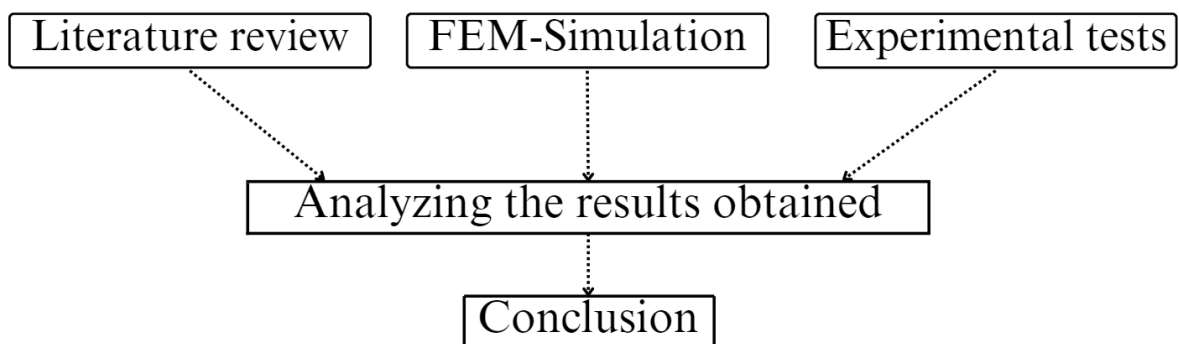 Literature review
FEM-Simulation
Experimental tests
Analyzing the results obtained
Conclusion